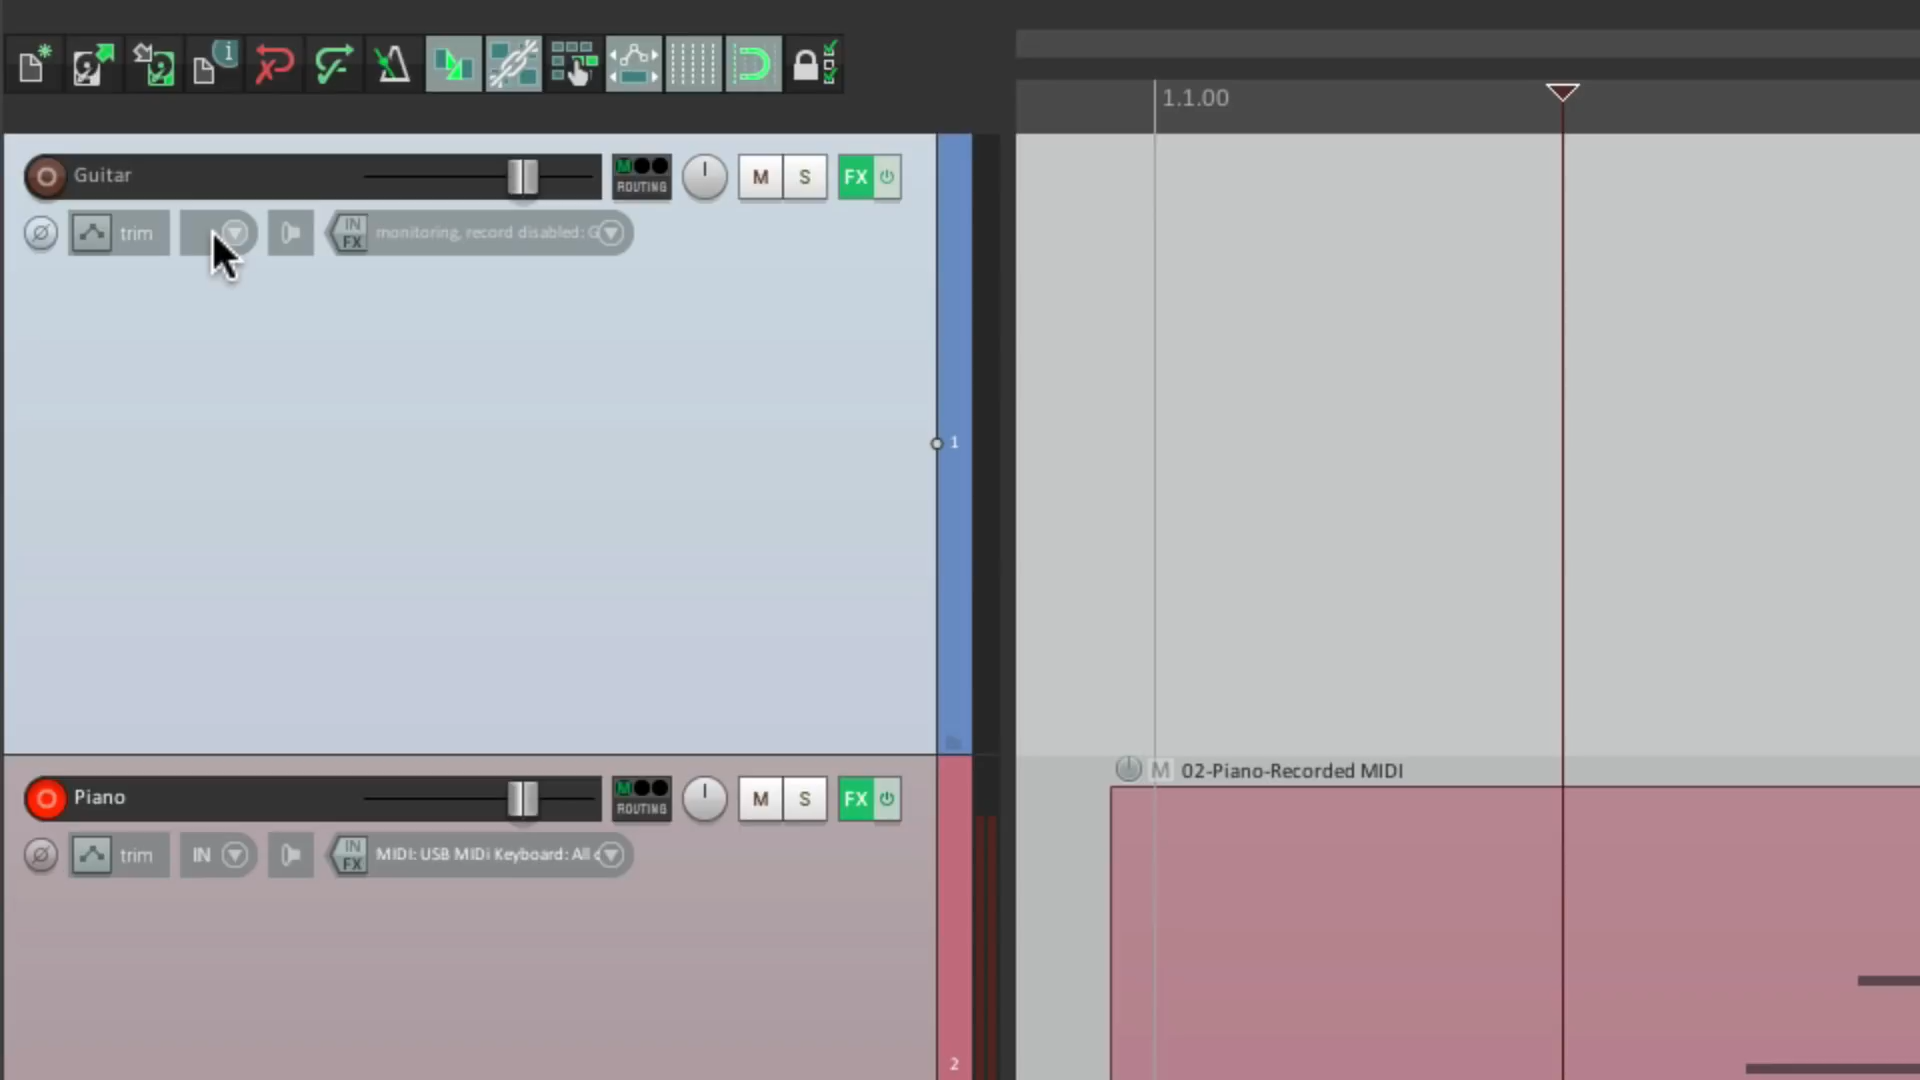 1.1.00
Guitar
ROUTING
M
S
FX
trim
IN
FX
monitoring, record disabled: G
1
M
02-Piano-Recorded MIDI
Piano
ROUTING
M
S
FX
trim
IN
IN
FX
MIDI: USB MIDi Keyboard: All c
2